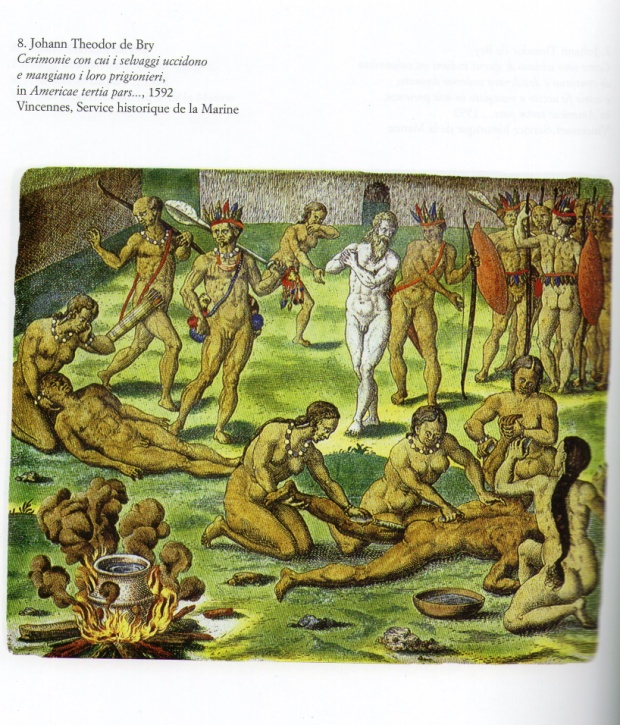 8. Johann Theodor de Bry
Cerimonie con cui i selvaggi uccidono
e mangiano i loro prigionieri,
in Americae tertia pars..., 1592
Vincennes, Service historique de la Marine